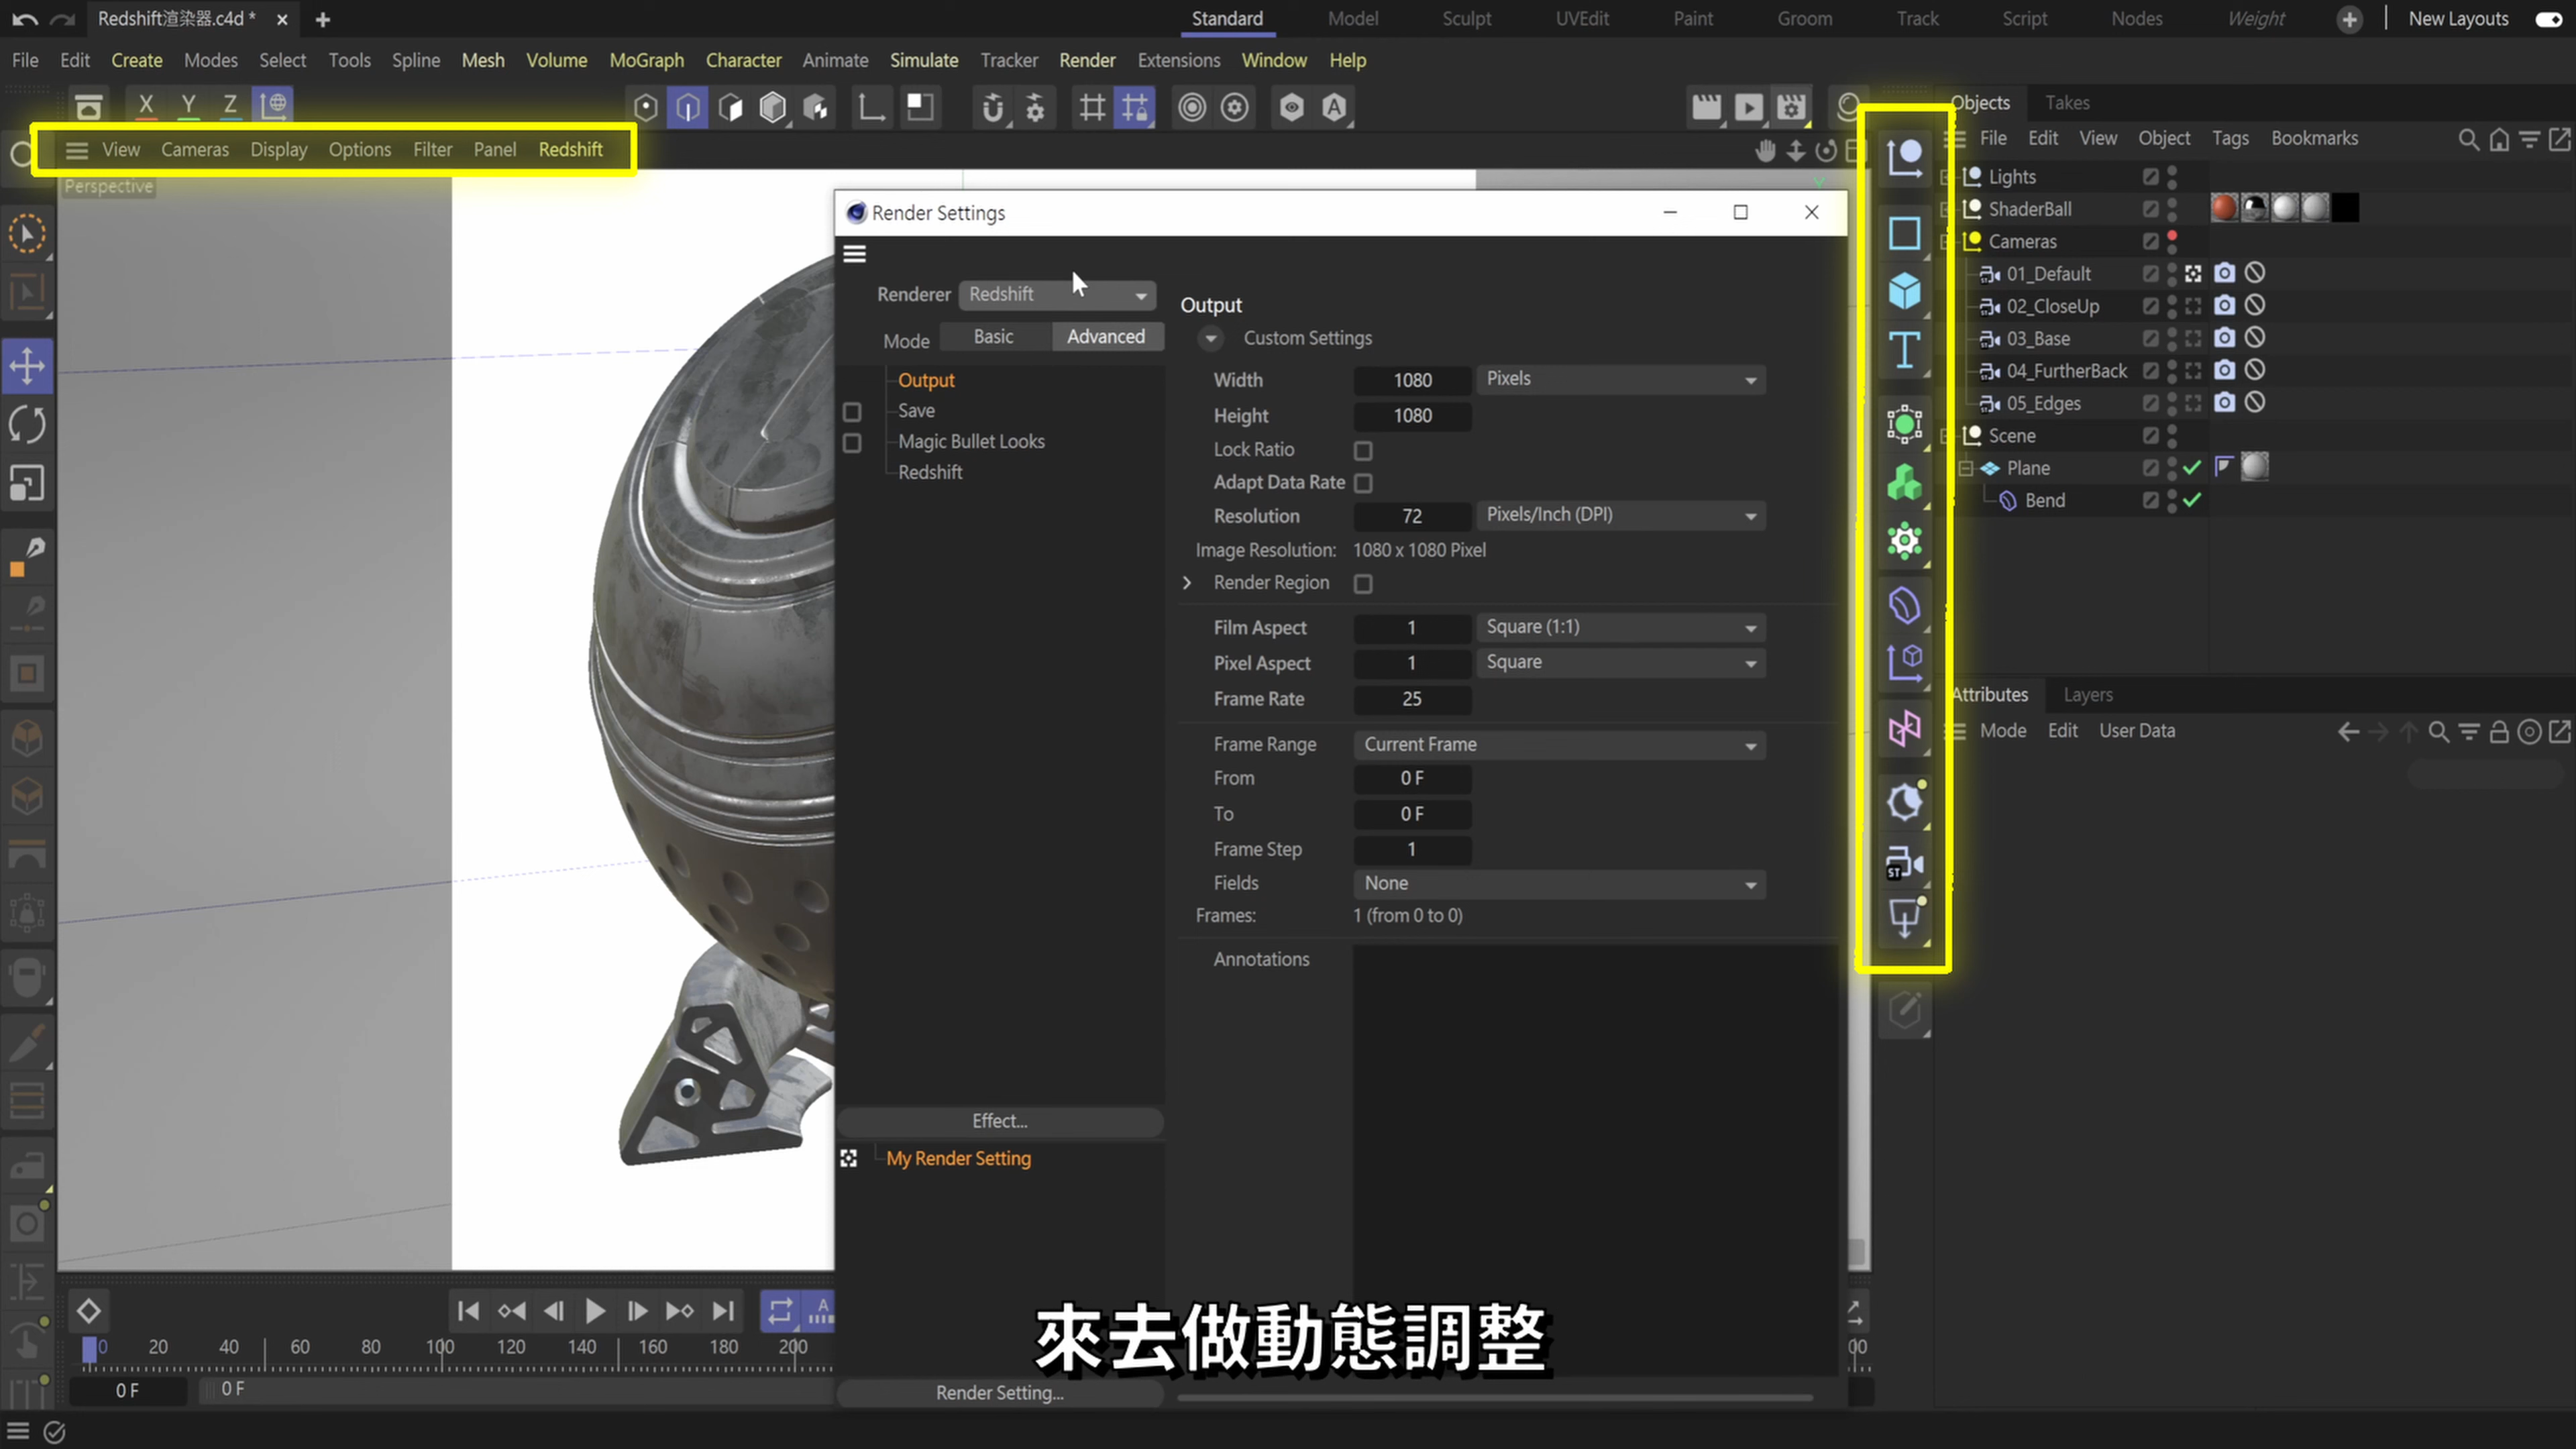 Redshift渲染器.c4d *
Standard Model Sculpt UVEdit Paint Groom Track Script Nodes Weight New Layouts
File Edit Create Modes Select Tools Spline Mesh Volume MoGraph Character Animate Simulate Tracker Render Extensions Window Help
X Y Z
Objects Takes
View Cameras Display Options Filter Panel Redshift
File Edit View Object Tags Bookmarks
Perspective
Render Settings
Renderer Redshift
Mode Basic Advanced
Output
Save
Magic Bullet Looks
Redshift
Effect...
My Render Setting
Render Setting...
Output
Custom Settings
Width 1080 Pixels
Height 1080
Lock Ratio
Adapt Data Rate
Resolution 72 Pixels/Inch (DPI)
Image Resolution: 1080 x 1080 Pixel
Render Region
Film Aspect 1 Square (1:1)
Pixel Aspect 1 Square
Frame Rate 25
Frame Range Current Frame
From 0 F
To 0 F
Frame Step 1
Fields None
Frames: 1 (from 0 to 0)
Annotations
Lights
ShaderBall
Cameras
01_Default
02_CloseUp
03_Base
04_FurtherBack
05_Edges
Scene
Plane
Bend
Attributes Layers
Mode Edit User Data
ST
A
0 20 40 60 80 100 120 140 160 180 200
00
0 F 0 F
來去做動態調整